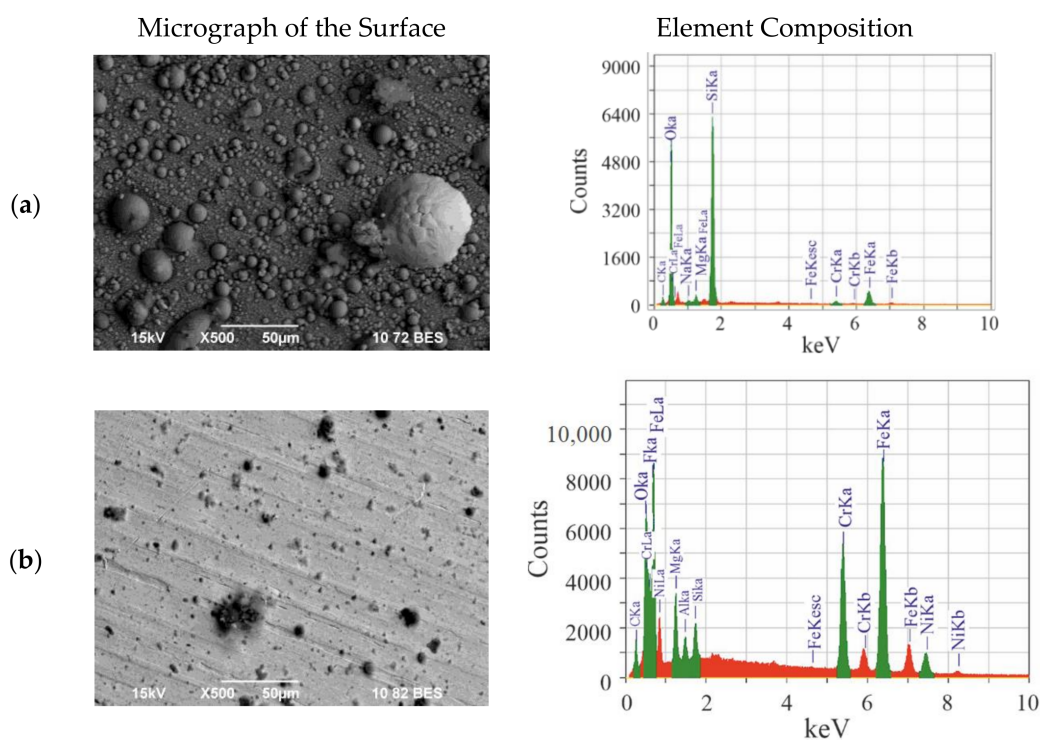 Micrograph of the Surface
Element Composition
(a)
15kV X500 50µm 10 72 BES
Counts
9000
6400
4800
3200
1600
0
CKa
Oka
CrLa
FeLa
NaKa
MgKa
FeLa
SiKa
FeKesc
CrKa
CrKb
FeKa
FeKb
0 2 4 6 8 10
keV
(b)
15kV X500 50µm 10 82 BES
Counts
10,000
8000
6000
4000
2000
0
CKa
Oka
CrLa
Fka
FeLa
NiLa
MgKa
Alka
Sika
FeKesc
CrKa
CrKb
FeKa
FeKb
NiKa
NiKb
0 2 4 6 8 10
keV